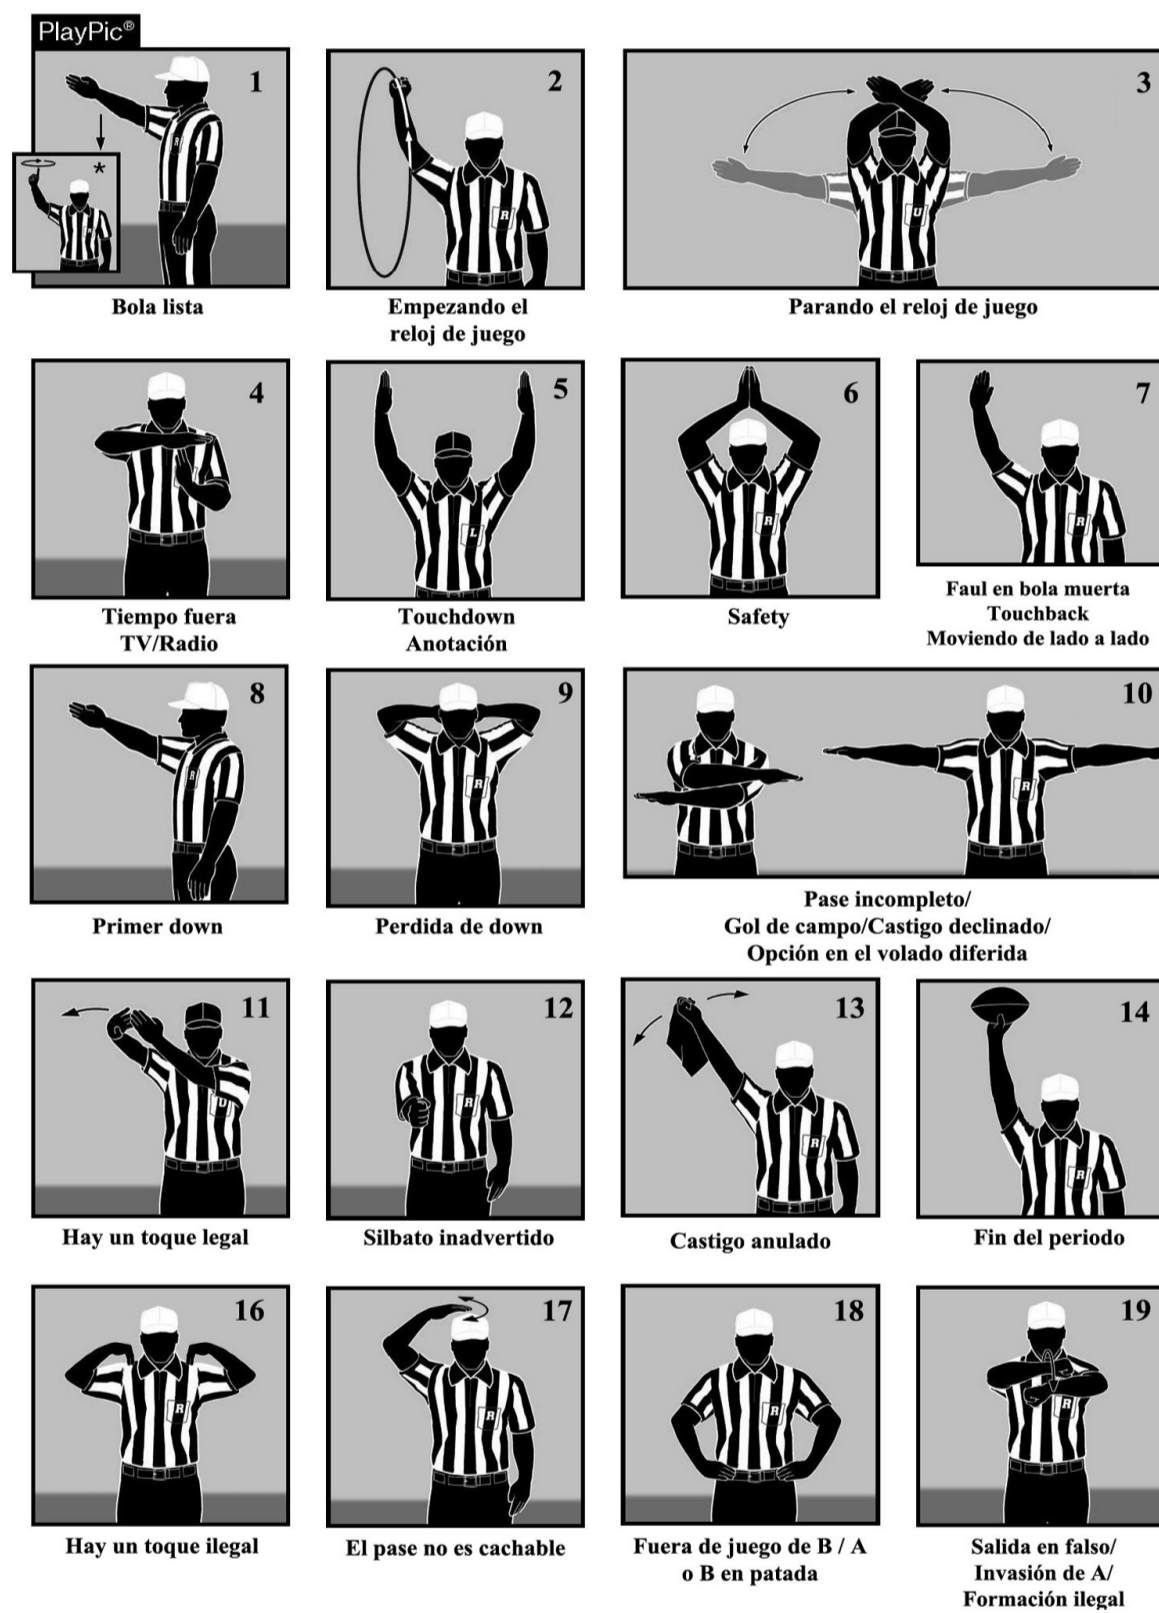 PlayPic®
1
*
R
R
2
R
3
U
Bola lista
Empezando el
reloj de juego
Parando el reloj de juego
4
5
L
6
R
7
R
Tiempo fuera
TV/Radio
Touchdown
Anotación
Safety
Faul en bola muerta
Touchback
Moviendo de lado a lado
8
R
9
R
10
R
Primer down
Perdida de down
Pase incompleto/
Gol de campo/Castigo declinado/
Opción en el volado diferida
11
U
12
R
13
R
14
R
Hay un toque legal
Silbato inadvertido
Castigo anulado
Fin del periodo
16
R
17
R
18
R
19
R
Hay un toque ilegal
El pase no es cachable
Fuera de juego de B / A
o B en patada
Salida en falso/
Invasión de A/
Formación ilegal